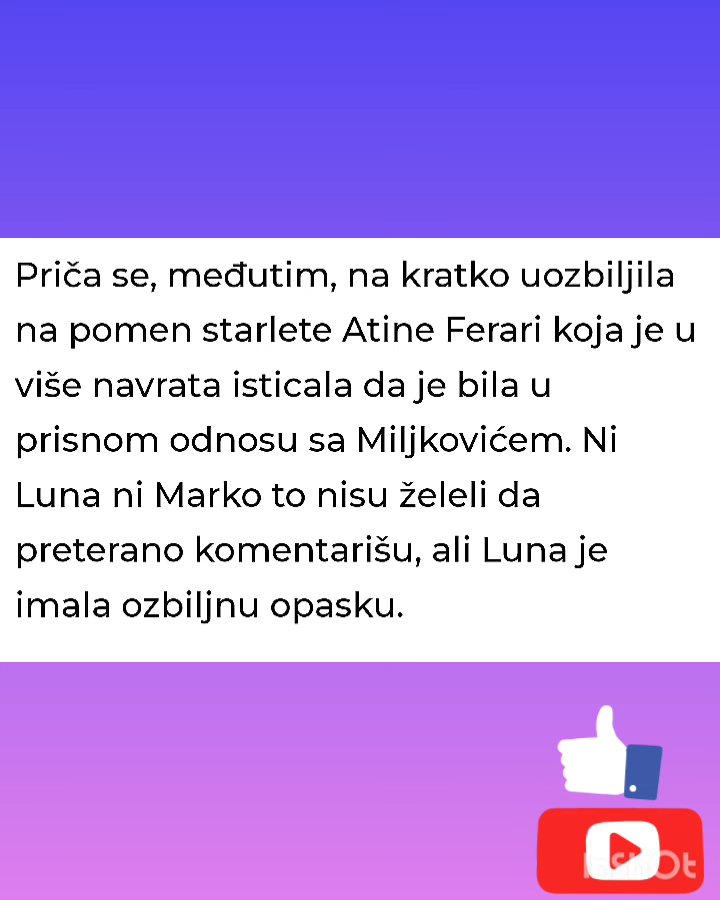 Priča se, međutim, na kratko uozbiljila
na pomen starlete Atine Ferari koja je u
više navrata isticala da je bila u
prisnom odnosu sa Miljkovićem. Ni
Luna ni Marko to nisu želeli da
preterano komentarišu, ali Luna je
imala ozbiljnu opasku.